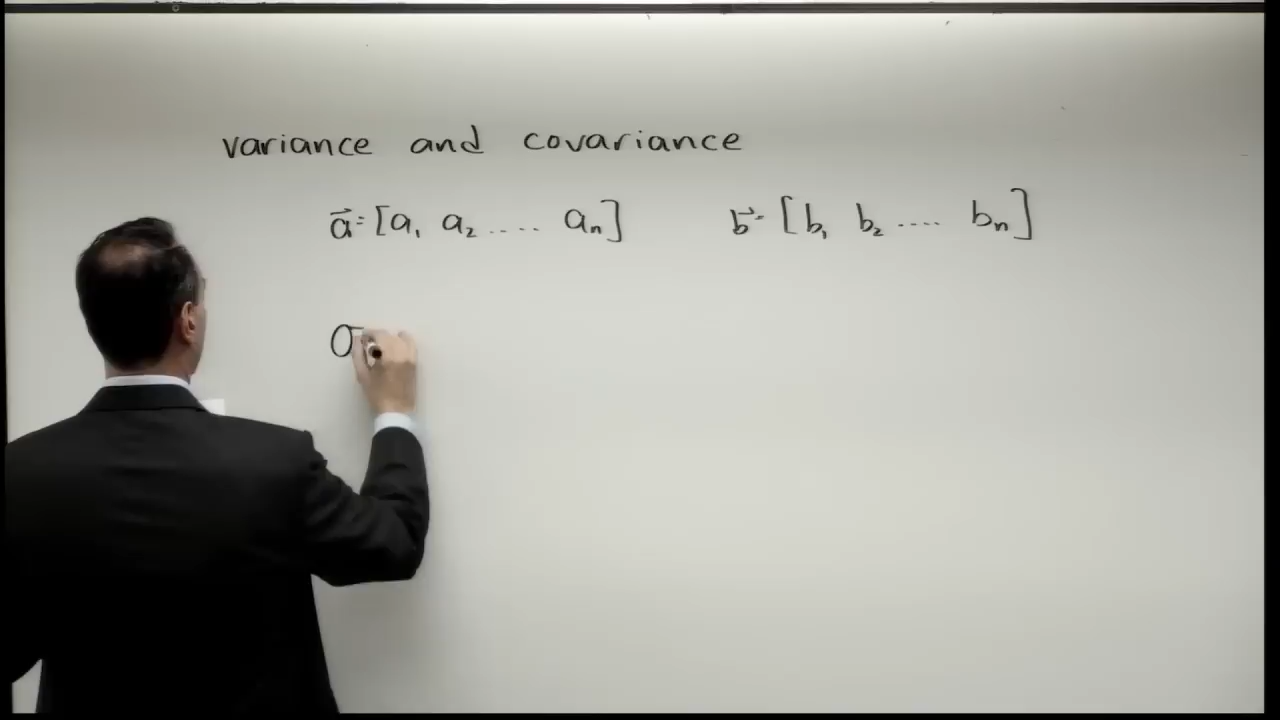 variance and covariance
a⃗=[a₁ a₂ .... aₙ] b⃗=[b₁ b₂ .... bₙ]
σ